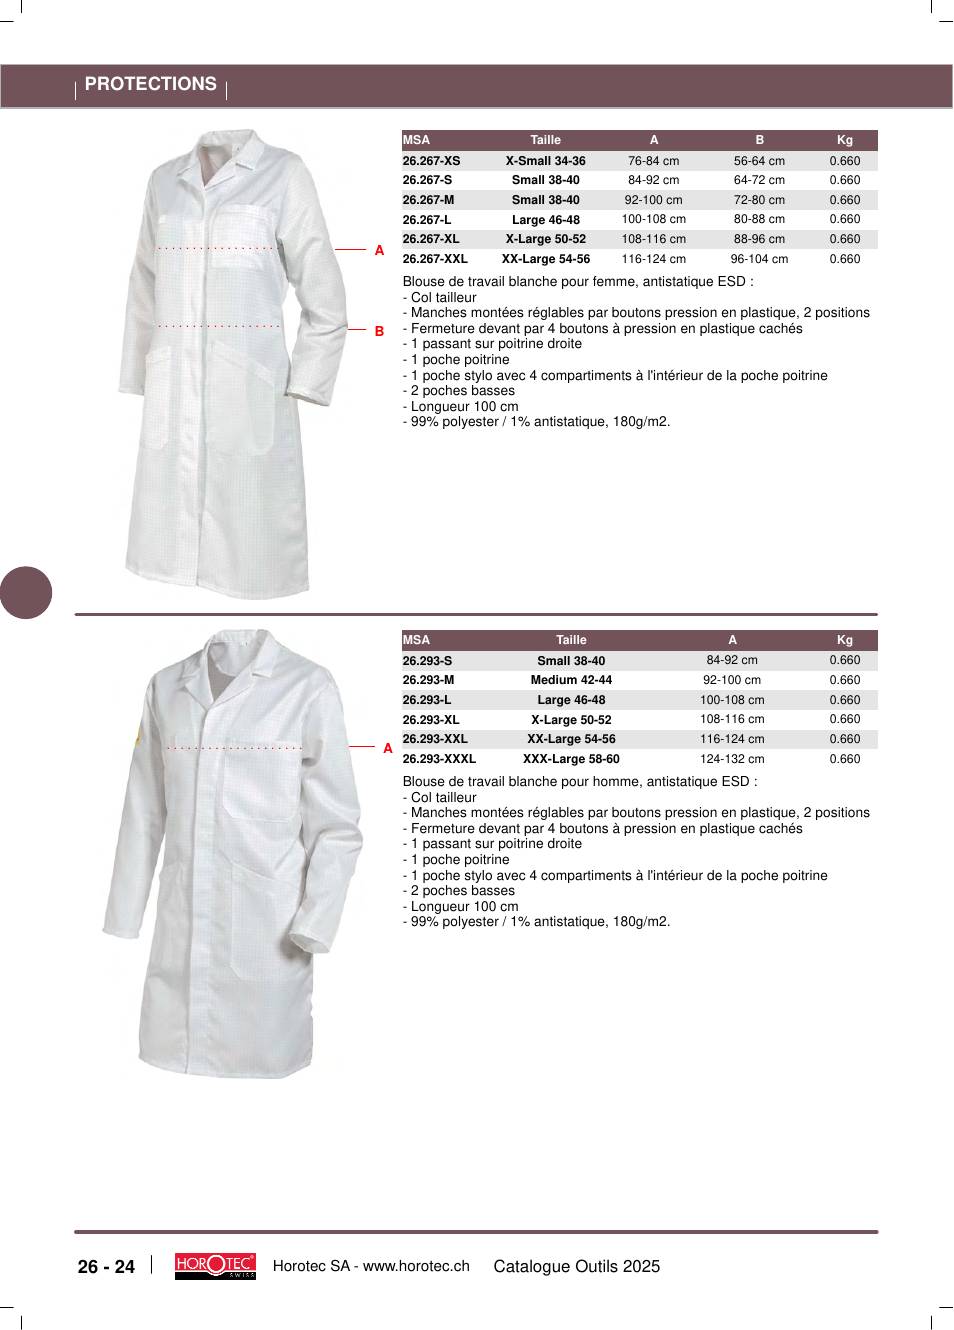 PROTECTIONS
MSA Taille A B Kg
26.267-XS X-Small 34-36 76-84 cm 56-64 cm 0.660
26.267-S Small 38-40 84-92 cm 64-72 cm 0.660
26.267-M Small 38-40 92-100 cm 72-80 cm 0.660
26.267-L Large 46-48 100-108 cm 80-88 cm 0.660
26.267-XL X-Large 50-52 108-116 cm 88-96 cm 0.660
26.267-XXL XX-Large 54-56 116-124 cm 96-104 cm 0.660
A
B
Blouse de travail blanche pour femme, antistatique ESD :
- Col tailleur
- Manches montées réglables par boutons pression en plastique, 2 positions
- Fermeture devant par 4 boutons à pression en plastique cachés
- 1 passant sur poitrine droite
- 1 poche poitrine
- 1 poche stylo avec 4 compartiments à l'intérieur de la poche poitrine
- 2 poches basses
- Longueur 100 cm
- 99% polyester / 1% antistatique, 180g/m2.
MSA Taille A Kg
26.293-S Small 38-40 84-92 cm 0.660
26.293-M Medium 42-44 92-100 cm 0.660
26.293-L Large 46-48 100-108 cm 0.660
26.293-XL X-Large 50-52 108-116 cm 0.660
26.293-XXL XX-Large 54-56 116-124 cm 0.660
26.293-XXXL XXX-Large 58-60 124-132 cm 0.660
A
Blouse de travail blanche pour homme, antistatique ESD :
- Col tailleur
- Manches montées réglables par boutons pression en plastique, 2 positions
- Fermeture devant par 4 boutons à pression en plastique cachés
- 1 passant sur poitrine droite
- 1 poche poitrine
- 1 poche stylo avec 4 compartiments à l'intérieur de la poche poitrine
- 2 poches basses
- Longueur 100 cm
- 99% polyester / 1% antistatique, 180g/m2.
26 - 24 HOROTEC® SWISS Horotec SA - www.horotec.ch Catalogue Outils 2025